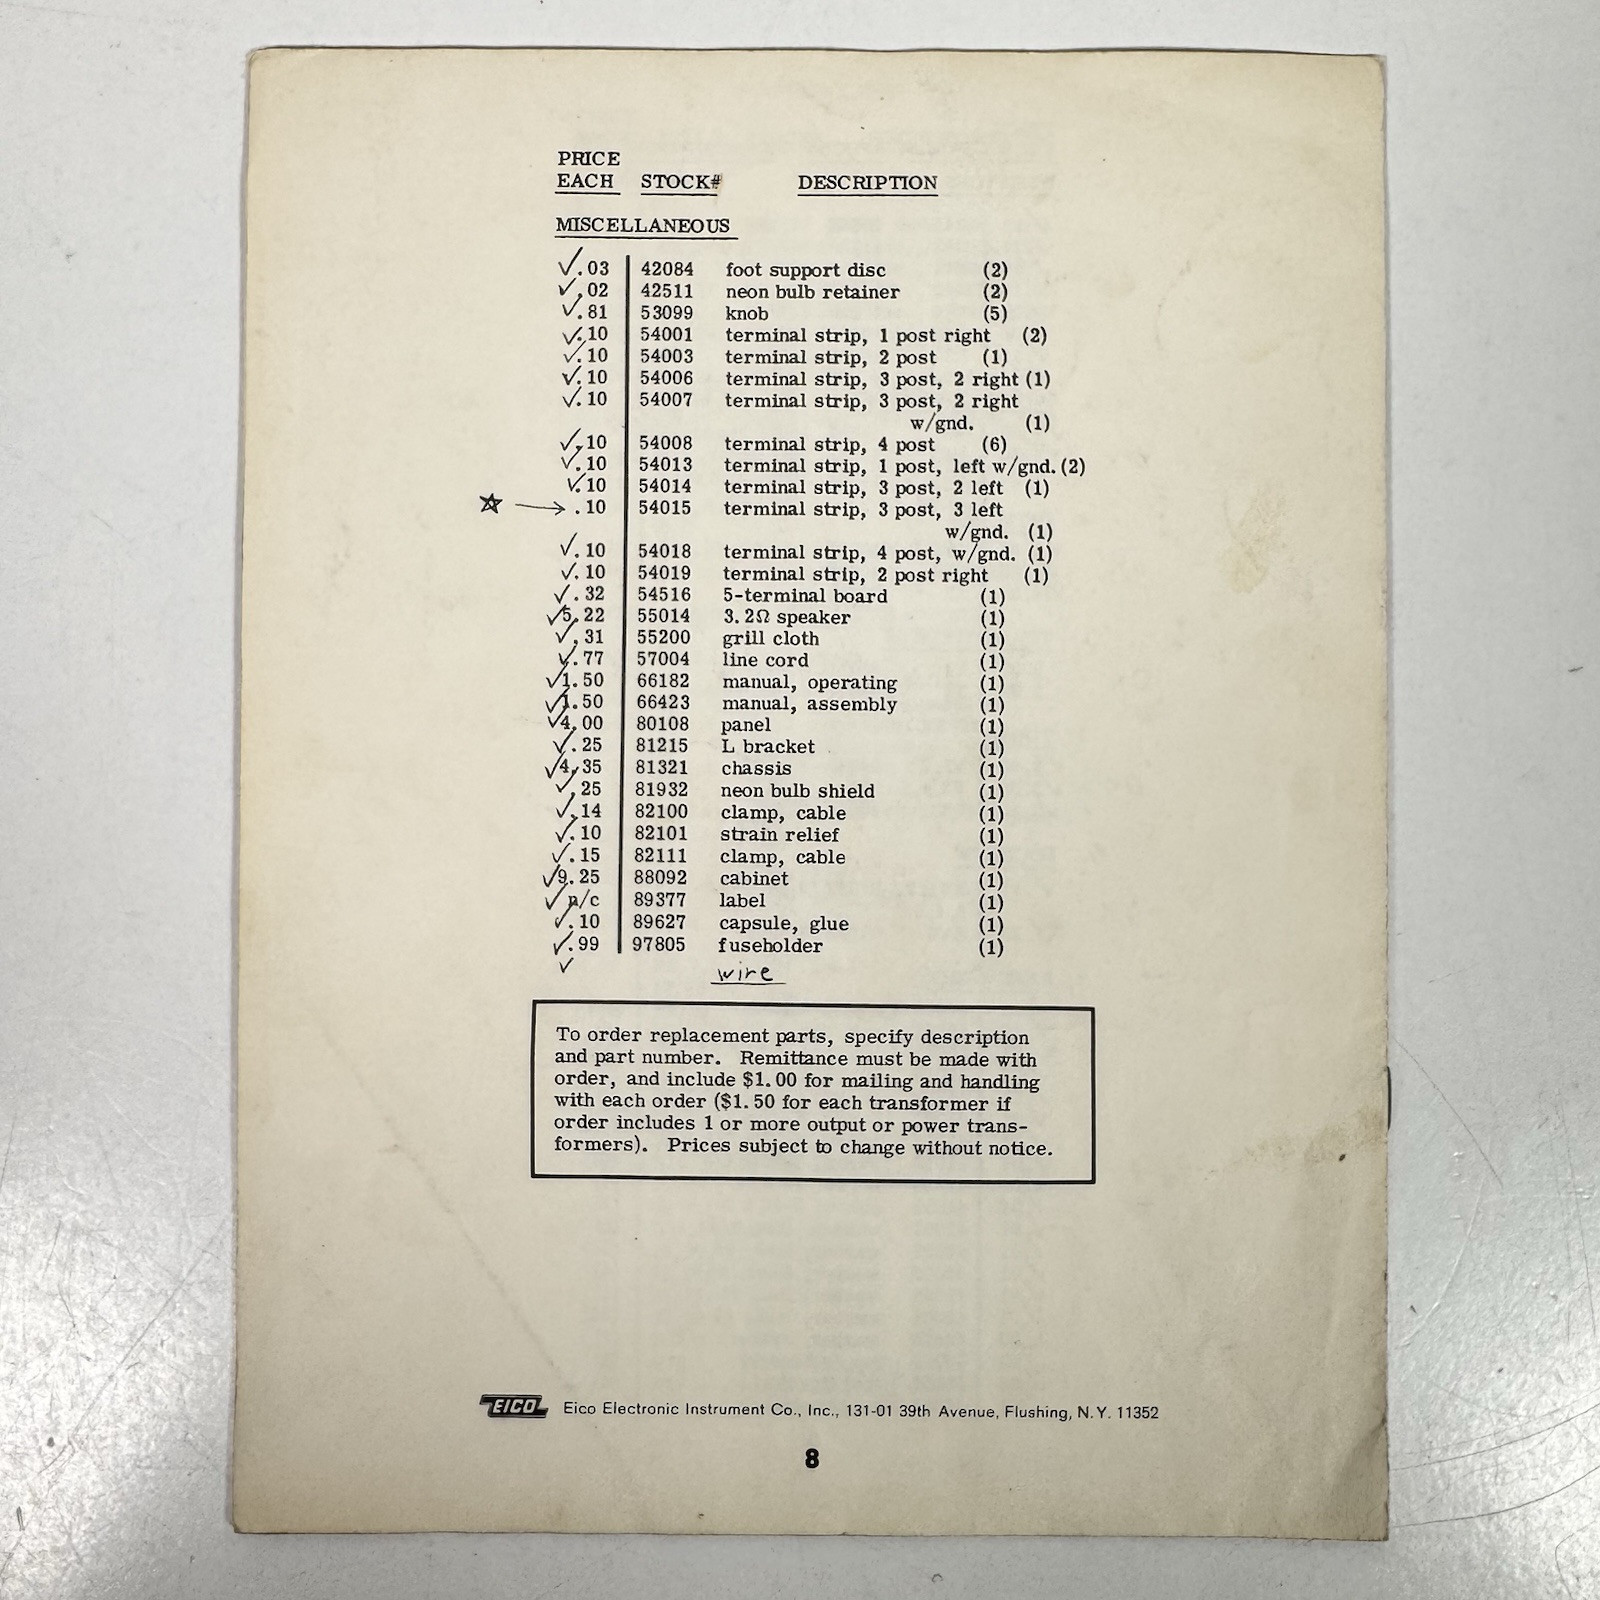 PRICE
EACH STOCK# DESCRIPTION
MISCELLANEOUS
✓.03 42084 foot support disc (2)
✓.02 42511 neon bulb retainer (2)
✓.81 53099 knob (5)
✓.10 54001 terminal strip, 1 post right (2)
✓.10 54003 terminal strip, 2 post (1)
✓.10 54006 terminal strip, 3 post, 2 right (1)
✓.10 54007 terminal strip, 3 post, 2 right
w/gnd. (1)
✓.10 54008 terminal strip, 4 post (6)
✓.10 54013 terminal strip, 1 post, left w/gnd. (2)
✓.10 54014 terminal strip, 3 post, 2 left (1)
☆ → .10 54015 terminal strip, 3 post, 3 left
w/gnd. (1)
✓.10 54018 terminal strip, 4 post, w/gnd. (1)
✓.10 54019 terminal strip, 2 post right (1)
✓.32 54516 5-terminal board (1)
✓5.22 55014 3.2Ω speaker (1)
✓.31 55200 grill cloth (1)
✓.77 57004 line cord (1)
✓1.50 66182 manual, operating (1)
✓1.50 66423 manual, assembly (1)
✓4.00 80108 panel (1)
✓.25 81215 L bracket (1)
✓4.35 81321 chassis (1)
✓.25 81932 neon bulb shield (1)
✓.14 82100 clamp, cable (1)
✓.10 82101 strain relief (1)
✓.15 82111 clamp, cable (1)
✓9.25 88092 cabinet (1)
✓n/c 89377 label (1)
✓.10 89627 capsule, glue (1)
✓.99 97805 fuseholder (1)
✓ wire
To order replacement parts, specify description
and part number. Remittance must be made with
order, and include $1.00 for mailing and handling
with each order ($1.50 for each transformer if
order includes 1 or more output or power trans-
formers). Prices subject to change without notice.
EICO Eico Electronic Instrument Co., Inc., 131-01 39th Avenue, Flushing, N.Y. 11352
8